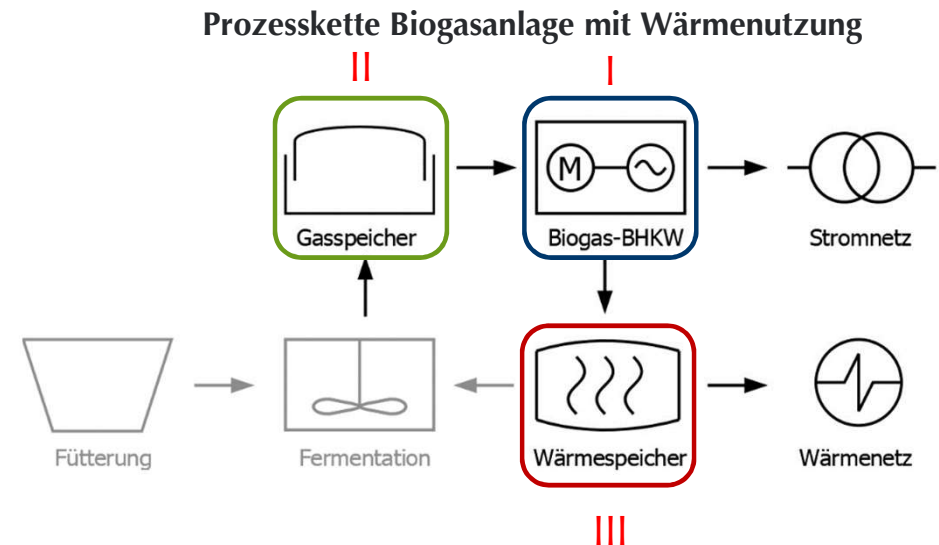 Prozesskette Biogasanlage mit Wärmenutzung
II
I
M
Gasspeicher
Biogas-BHKW
Stromnetz
Fütterung
Fermentation
Wärmespeicher
Wärmenetz
III